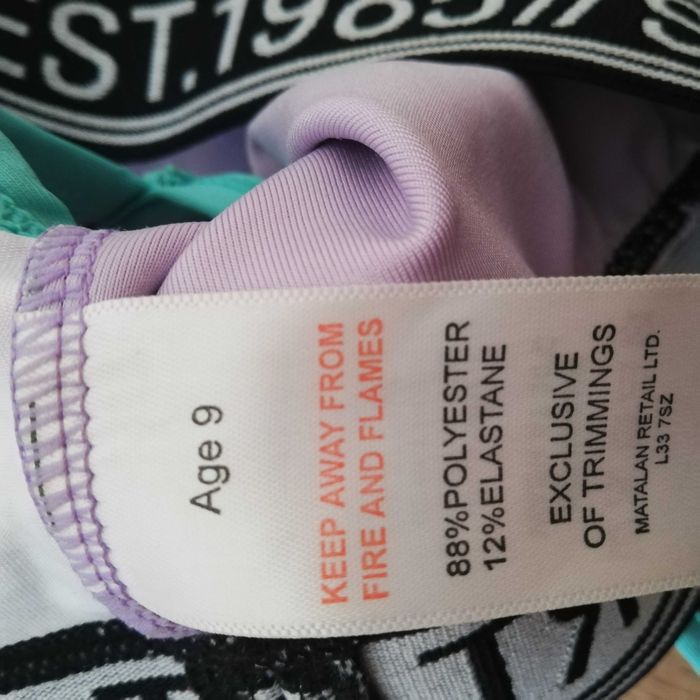 EST.1985//
Age 9
KEEP AWAY FROM
FIRE AND FLAMES
88%POLYESTER
12%ELASTANE
EXCLUSIVE
OF TRIMMINGS
MATALAN RETAIL LTD.
L33 7SZ